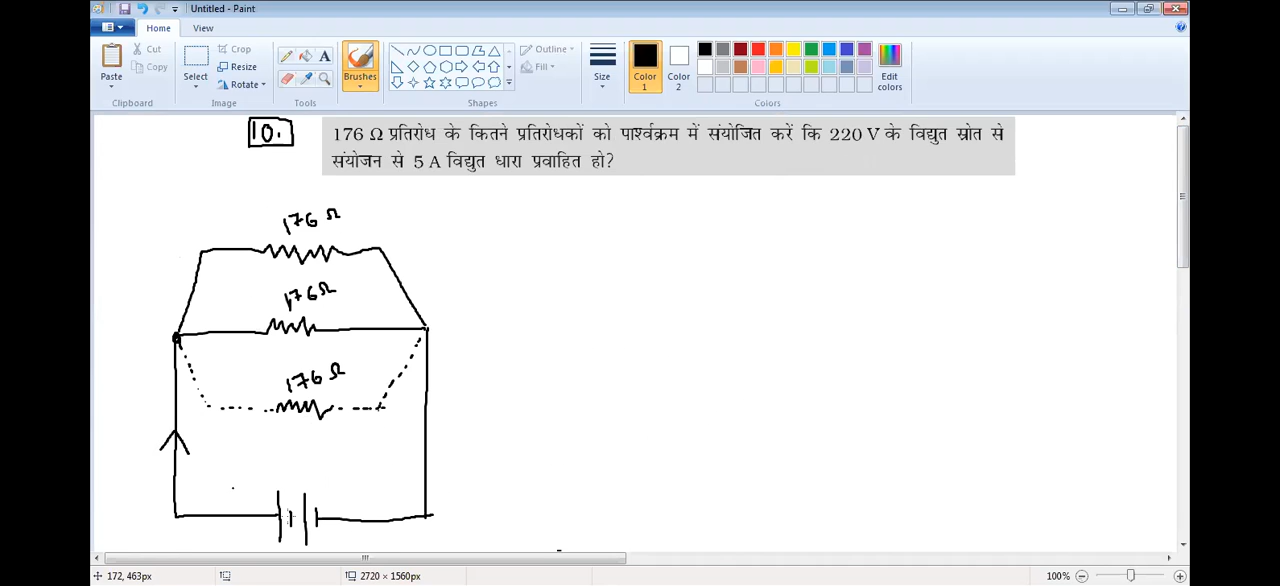 Untitled - Paint
Home View
Paste
Cut
Copy
Clipboard
Select
Crop
Resize
Rotate
Image
A
Tools
Brushes
Shapes
Outline
Fill
Size
Color 1
Color 2
Edit colors
Colors
10.
176 Ω प्रतिरोध के कितने प्रतिरोधकों को पार्श्वक्रम में संयोजित करें कि 220 V के विद्युत स्रोत से
संयोजन से 5 A विद्युत धारा प्रवाहित हो?
176 Ω
176 Ω
176 Ω
172, 463px
2720 × 1560px
100%